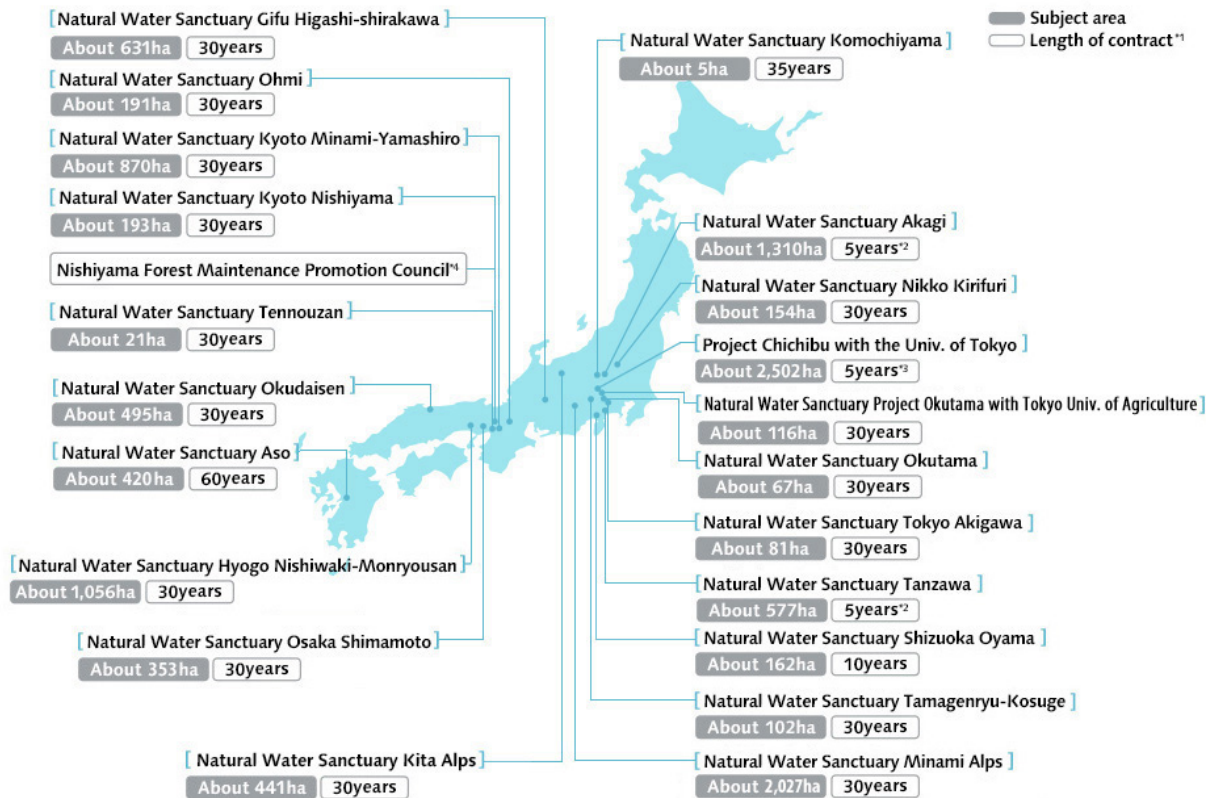 [Natural Water Sanctuary Gifu Higashi-shirakawa]
About 631ha 30years
[Natural Water Sanctuary Ohmi]
About 191ha 30years
[Natural Water Sanctuary Kyoto Minami-Yamashiro]
About 870ha 30years
[Natural Water Sanctuary Kyoto Nishiyama]
About 193ha 30years
Nishiyama Forest Maintenance Promotion Council*4
[Natural Water Sanctuary Tennouzan]
About 21ha 30years
[Natural Water Sanctuary Okudaisen]
About 495ha 30years
[Natural Water Sanctuary Aso]
About 420ha 60years
[Natural Water Sanctuary Hyogo Nishiwaki-Monryousan]
About 1,056ha 30years
[Natural Water Sanctuary Osaka Shimamoto]
About 353ha 30years
[Natural Water Sanctuary Kita Alps]
About 441ha 30years
Subject area
Length of contract*1
[Natural Water Sanctuary Komochiyama]
About 5ha 35years
[Natural Water Sanctuary Akagi]
About 1,310ha 5years*2
[Natural Water Sanctuary Nikko Kirifuri]
About 154ha 30years
[Project Chichibu with the Univ. of Tokyo]
About 2,502ha 5years*3
[Natural Water Sanctuary Project Okutama with Tokyo Univ. of Agriculture]
About 116ha 30years
[Natural Water Sanctuary Okutama]
About 67ha 30years
[Natural Water Sanctuary Tokyo Akigawa]
About 81ha 30years
[Natural Water Sanctuary Tanzawa]
About 577ha 5years*2
[Natural Water Sanctuary Shizuoka Oyama]
About 162ha 10years
[Natural Water Sanctuary Tamagenryu-Kosuge]
About 102ha 30years
[Natural Water Sanctuary Minami Alps]
About 2,027ha 30years